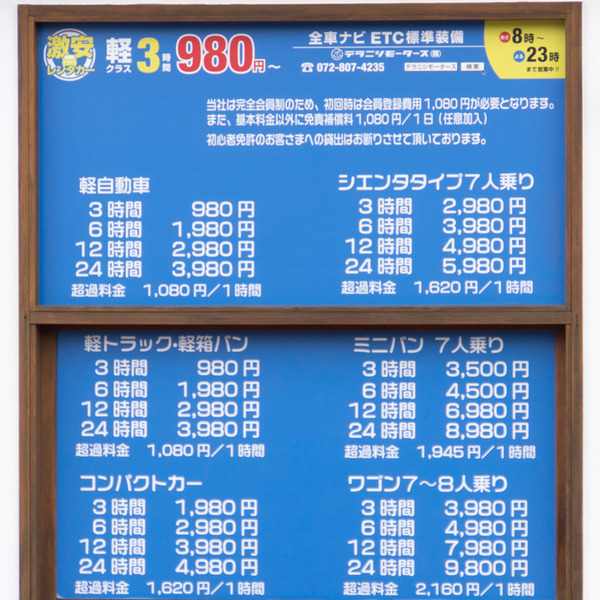 激安
レンタカー
軽
クラス
3時間 980円～
全車ナビ ETC標準装備
テラニシモータース(株)
☎072-807-4235
テラニシモータース 検索
8時～
23時
まで営業中!!
当社は完全会員制のため、初回時は会員登録費用1,080円が必要となります。
また、基本料金以外に免責補償料1,080円／1日（任意加入）
初心者免許のお客さまへの貸出はお断りさせて頂いております。
軽自動車
3時間 980円
6時間 1,980円
12時間 2,980円
24時間 3,980円
超過料金 1,080円／1時間
シエンタタイプ7人乗り
3時間 2,980円
6時間 3,980円
12時間 4,980円
24時間 5,980円
超過料金 1,620円／1時間
軽トラック・軽箱バン
3時間 980円
6時間 1,980円
12時間 2,980円
24時間 3,980円
超過料金 1,080円／1時間
ミニバン 7人乗り
3時間 3,500円
6時間 4,500円
12時間 6,980円
24時間 8,980円
超過料金 1,945円／1時間
コンパクトカー
3時間 1,980円
6時間 2,980円
12時間 3,980円
24時間 4,980円
超過料金 1,620円／1時間
ワゴン7～8人乗り
3時間 3,980円
6時間 4,980円
12時間 7,980円
24時間 9,800円
超過料金 2,160円／1時間